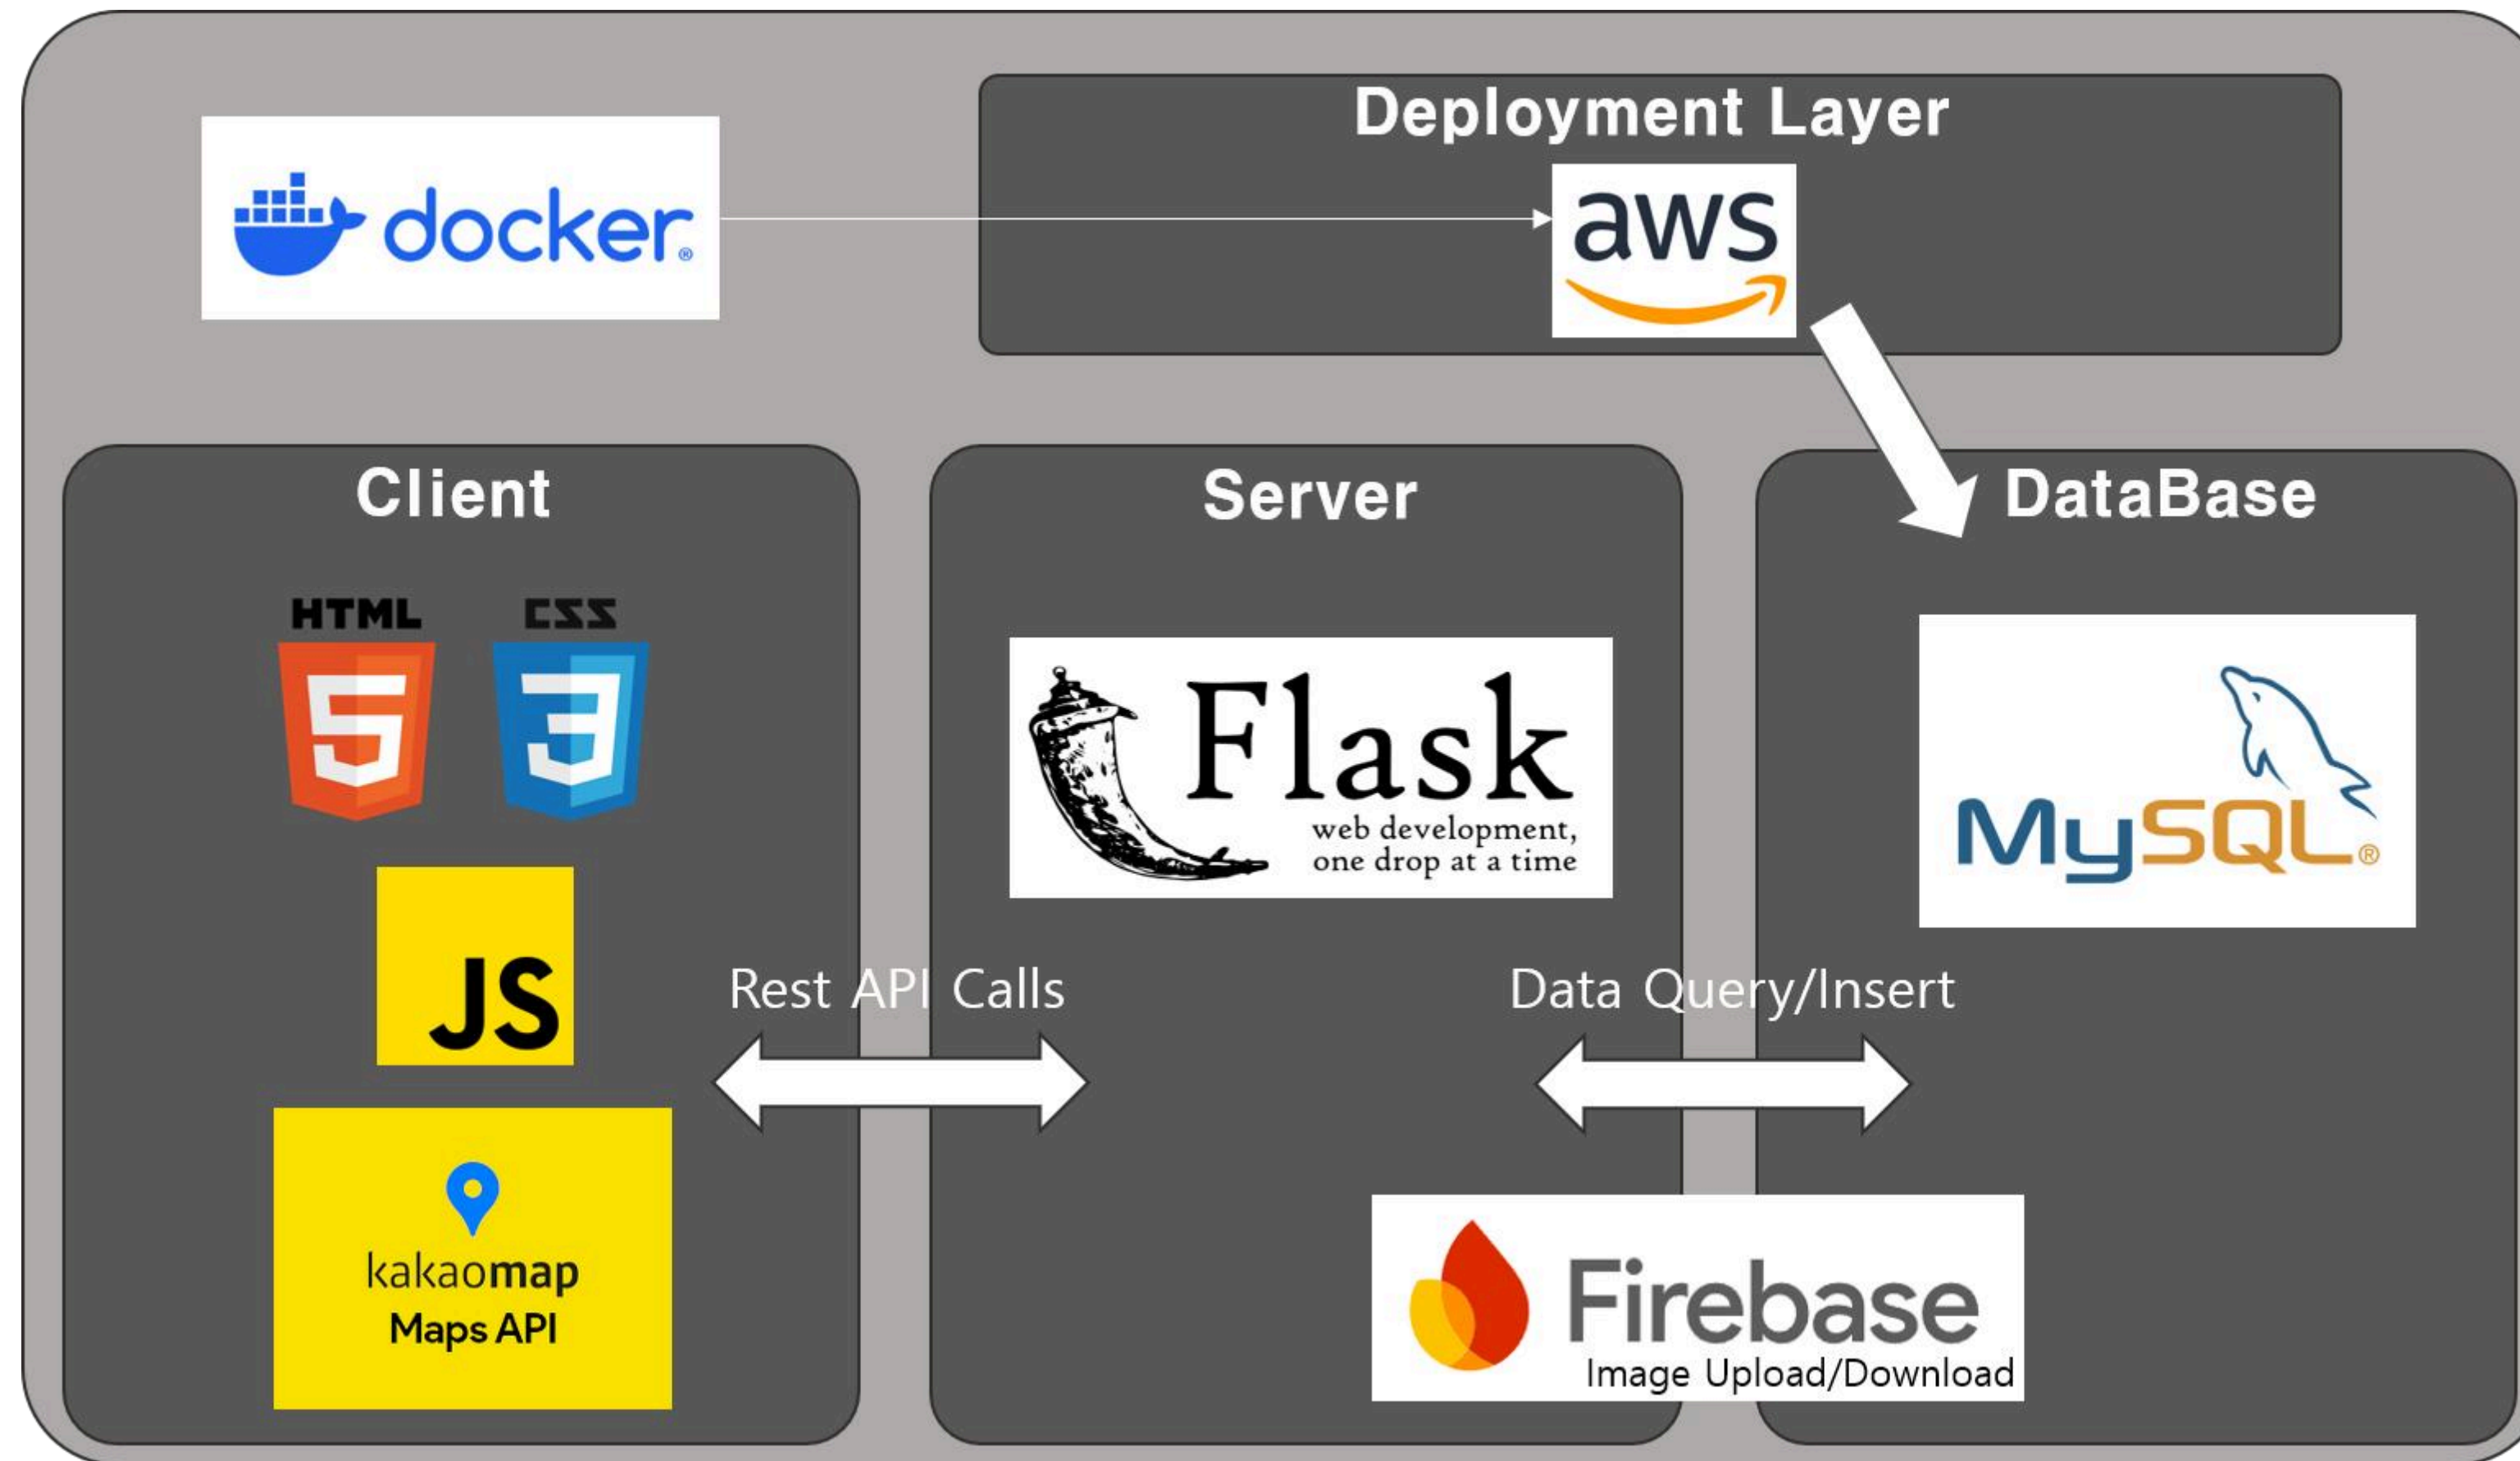 Deployment Layer
docker®
aws
Client
Server
DataBase
HTML
CSS
5
3
JS
kakaomap
Maps API
Flask
web development,
one drop at a time
MySQL®
Rest API Calls
Data Query/Insert
Firebase
Image Upload/Download